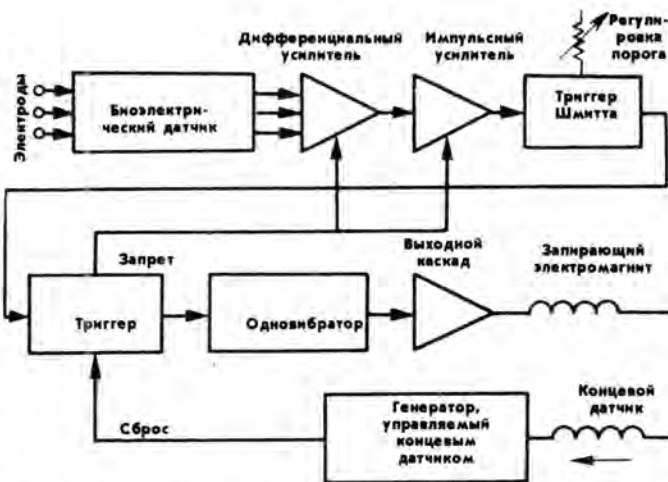 Дифференциальный
усилитель
Импульсный
усилитель
Регули-
ровка
порога
Электроды
Биоэлектри-
ческий датчик
Триггер
Шмитта
Запрет
Выходной
каскад
Запирающий
электромагнит
Триггер
Одновибратор
Концевой
датчик
Сброс
Генератор,
управляемый
концевым
датчиком